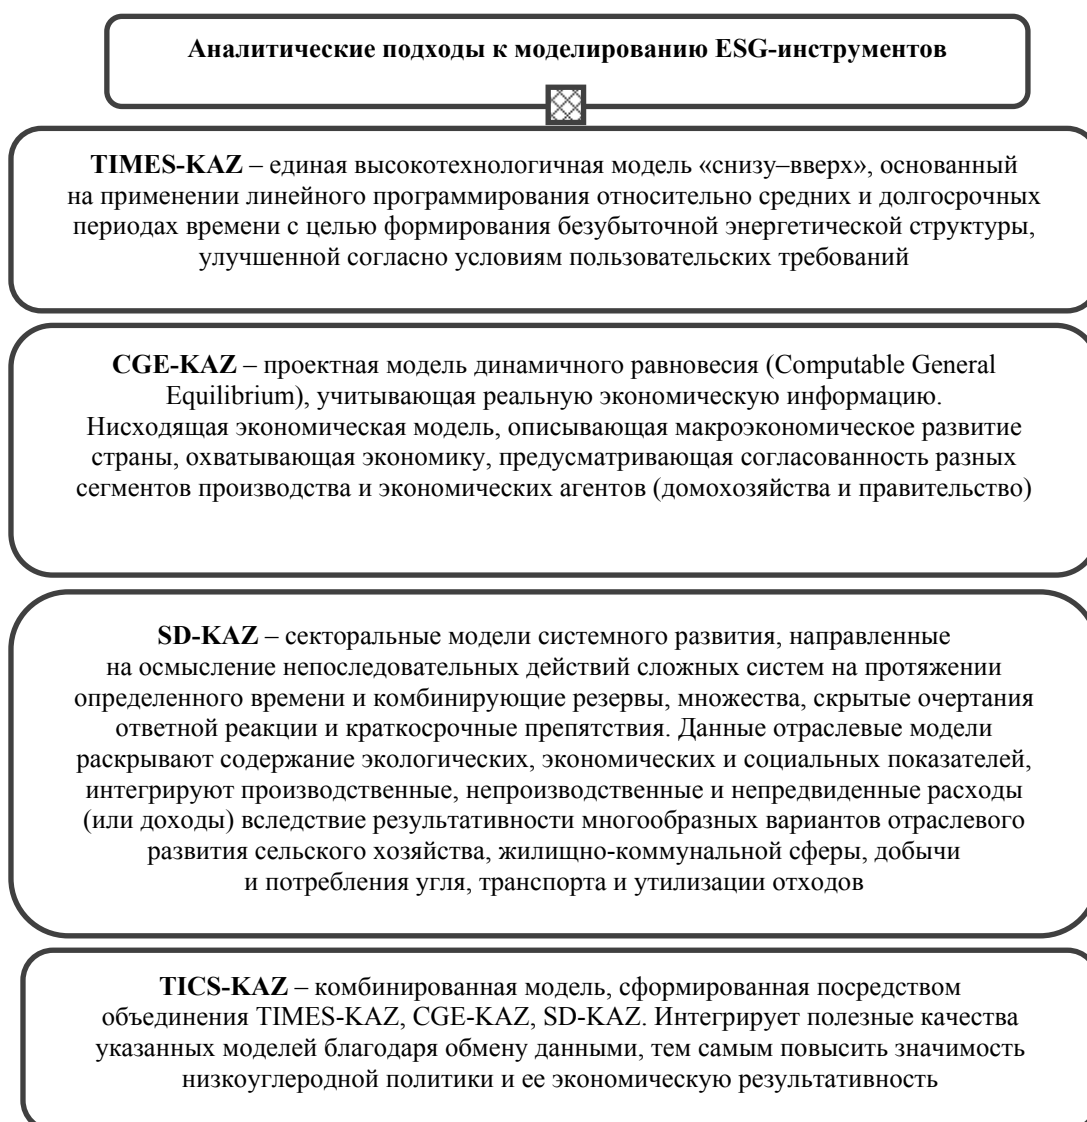 Аналитические подходы к моделированию ESG-инструментов
TIMES-KAZ – единая высокотехнологичная модель «снизу–вверх», основанный
на применении линейного программирования относительно средних и долгосрочных
периодах времени с целью формирования безубыточной энергетической структуры,
улучшенной согласно условиям пользовательских требований
CGE-KAZ – проектная модель динамичного равновесия (Computable General
Equilibrium), учитывающая реальную экономическую информацию.
Нисходящая экономическая модель, описывающая макроэкономическое развитие
страны, охватывающая экономику, предусматривающая согласованность разных
сегментов производства и экономических агентов (домохозяйства и правительство)
SD-KAZ – секторальные модели системного развития, направленные
на осмысление непоследовательных действий сложных систем на протяжении
определенного времени и комбинирующие резервы, множества, скрытые очертания
ответной реакции и краткосрочные препятствия. Данные отраслевые модели
раскрывают содержание экологических, экономических и социальных показателей,
интегрируют производственные, непроизводственные и непредвиденные расходы
(или доходы) вследствие результативности многообразных вариантов отраслевого
развития сельского хозяйства, жилищно-коммунальной сферы, добычи
и потребления угля, транспорта и утилизации отходов
TICS-KAZ – комбинированная модель, сформированная посредством
объединения TIMES-KAZ, CGE-KAZ, SD-KAZ. Интегрирует полезные качества
указанных моделей благодаря обмену данными, тем самым повысить значимость
низкоуглеродной политики и ее экономическую результативность